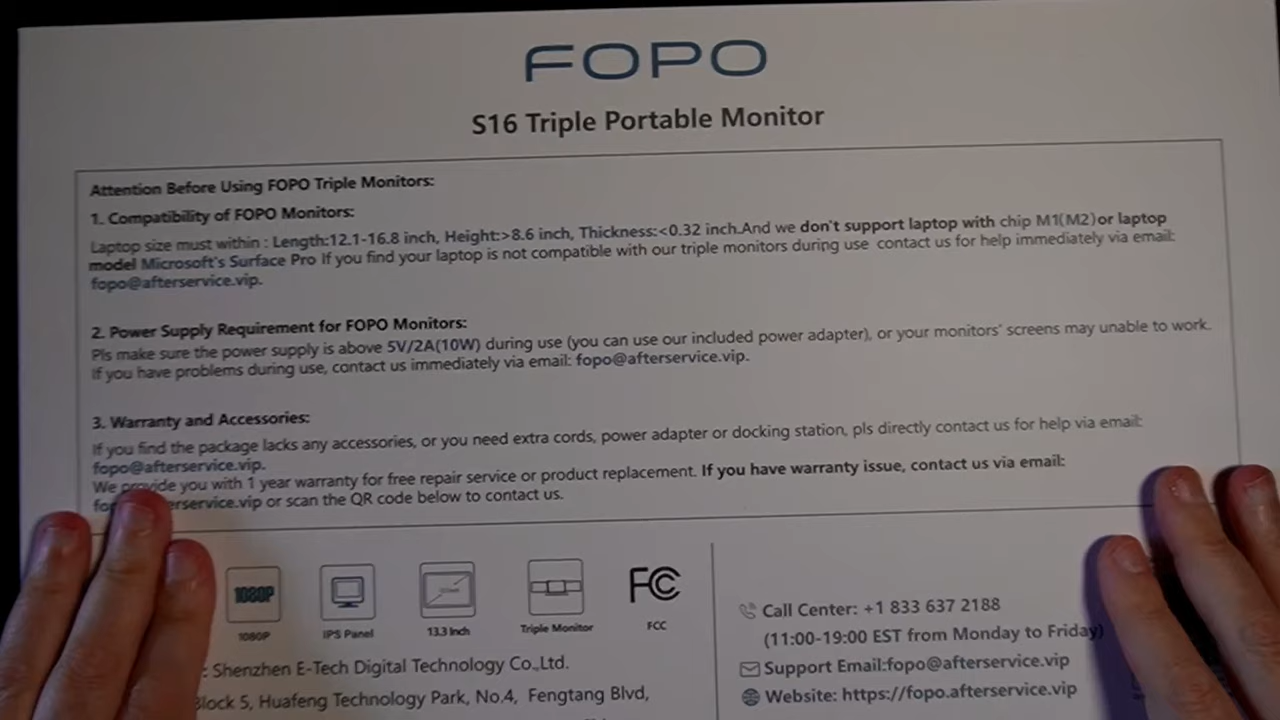 FOPO
S16 Triple Portable Monitor
Attention Before Using FOPO Triple Monitors:
1. Compatibility of FOPO Monitors:
Laptop size must within : Length:12.1-16.8 inch, Height:>8.6 inch, Thickness:<0.32 inch.And we don't support laptop with chip M1(M2)or laptop
model Microsoft's Surface Pro If you find your laptop is not compatible with our triple monitors during use contact us for help immediately via email:
fopo@afterservice.vip.
2. Power Supply Requirement for FOPO Monitors:
Pls make sure the power supply is above 5V/2A(10W) during use (you can use our included power adapter), or your monitors' screens may unable to work.
If you have problems during use, contact us immediately via email: fopo@afterservice.vip.
3. Warranty and Accessories:
If you find the package lacks any accessories, or you need extra cords, power adapter or docking station, pls directly contact us for help via email:
fopo@afterservice.vip.
We provide you with 1 year warranty for free repair service or product replacement. If you have warranty issue, contact us via email:
erservice.vip or scan the QR code below to contact us.
1080P
FC
1080P IPS Panel 13.3 Inch Triple Monitor FCC
: Shenzhen E-Tech Digital Technology Co.,Ltd.
Block 5, Huafeng Technology Park, No.4, Fengtang Blvd,
Call Center: +1 833 637 2188
(11:00-19:00 EST from Monday to Friday)
Support Email:fopo@afterservice.vip
Website: https://fopo.afterservice.vip